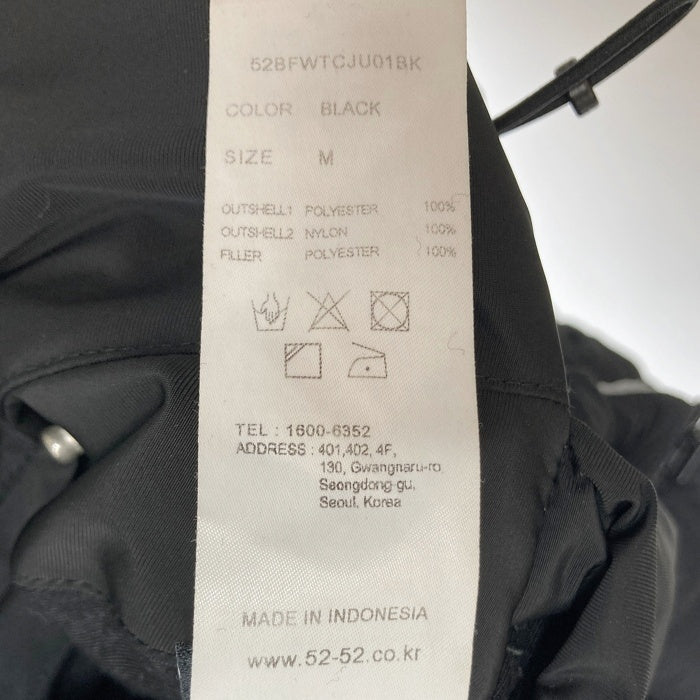 52BFWTCJU01BK
COLOR BLACK
SIZE M
OUTSHELL1 POLYESTER 100%
OUTSHELL2 NYLON 100%
FILLER POLYESTER 100%
TEL : 1600-6352
ADDRESS : 401,402, 4F,
130, Gwangnaru-ro,
Seongdong-gu,
Seoul, Korea
MADE IN INDONESIA
www.52-52.co.kr